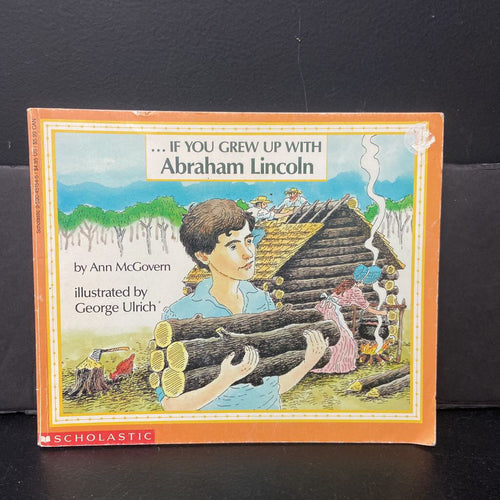 ... IF YOU GREW UP WITH
Abraham Lincoln
by Ann McGovern
illustrated by
George Ulrich
SCHOLASTIC